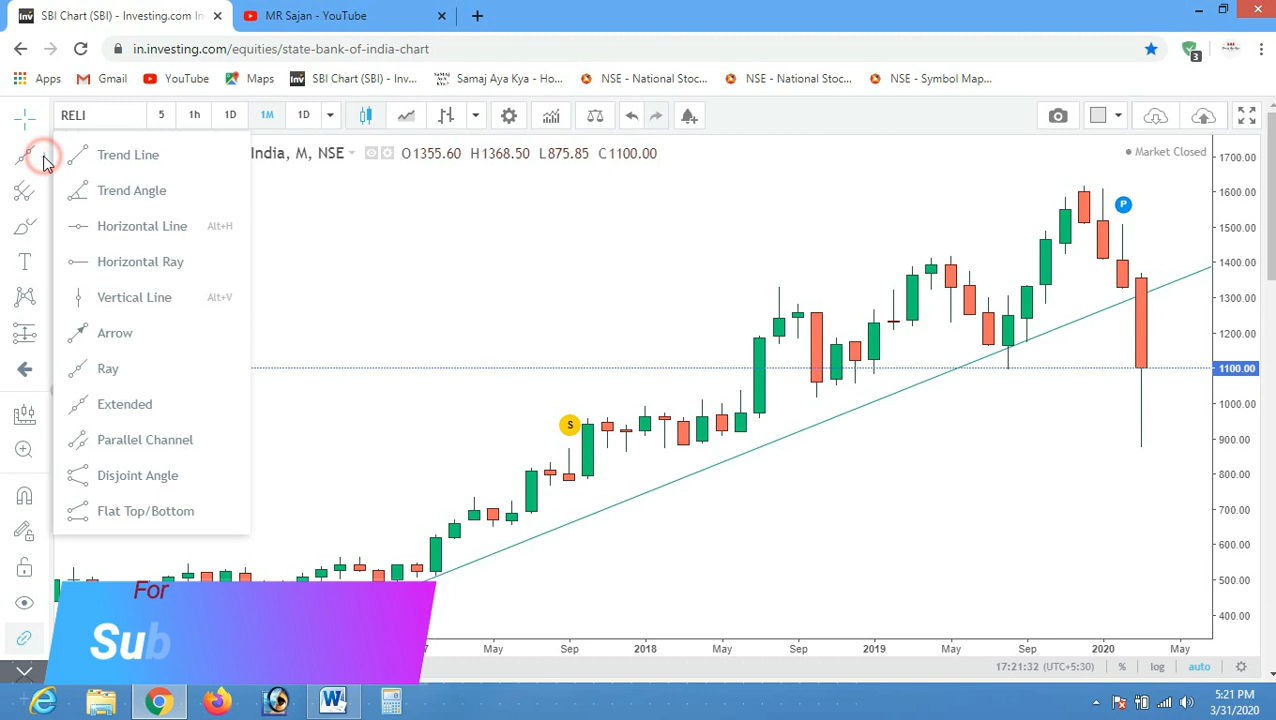 SBI Chart (SBI) - Investing.com In
MR Sajan - YouTube
in.investing.com/equities/state-bank-of-india-chart
3
Apps
Gmail
YouTube
Maps
SBI Chart (SBI) - Inv...
Samaj Aya Kya - Ho...
NSE - National Stoc...
NSE - National Stoc...
NSE - Symbol Map...
RELI
5
1h
1D
1M
1D
India, M, NSE
O1355.60 H1368.50 L875.85 C1100.00
Market Closed
Trend Line
Trend Angle
Horizontal Line Alt+H
Horizontal Ray
Vertical Line Alt+V
Arrow
Ray
Extended
Parallel Channel
Disjoint Angle
Flat Top/Bottom
P
S
1700.00
1600.00
1500.00
1400.00
1300.00
1200.00
1100.00
1000.00
900.00
800.00
700.00
600.00
500.00
400.00
For
Sub
May
Sep
2018
May
Sep
2019
May
Sep
2020
May
17:21:32 (UTC+5:30)
%
log
auto
5:21 PM
3/31/2020